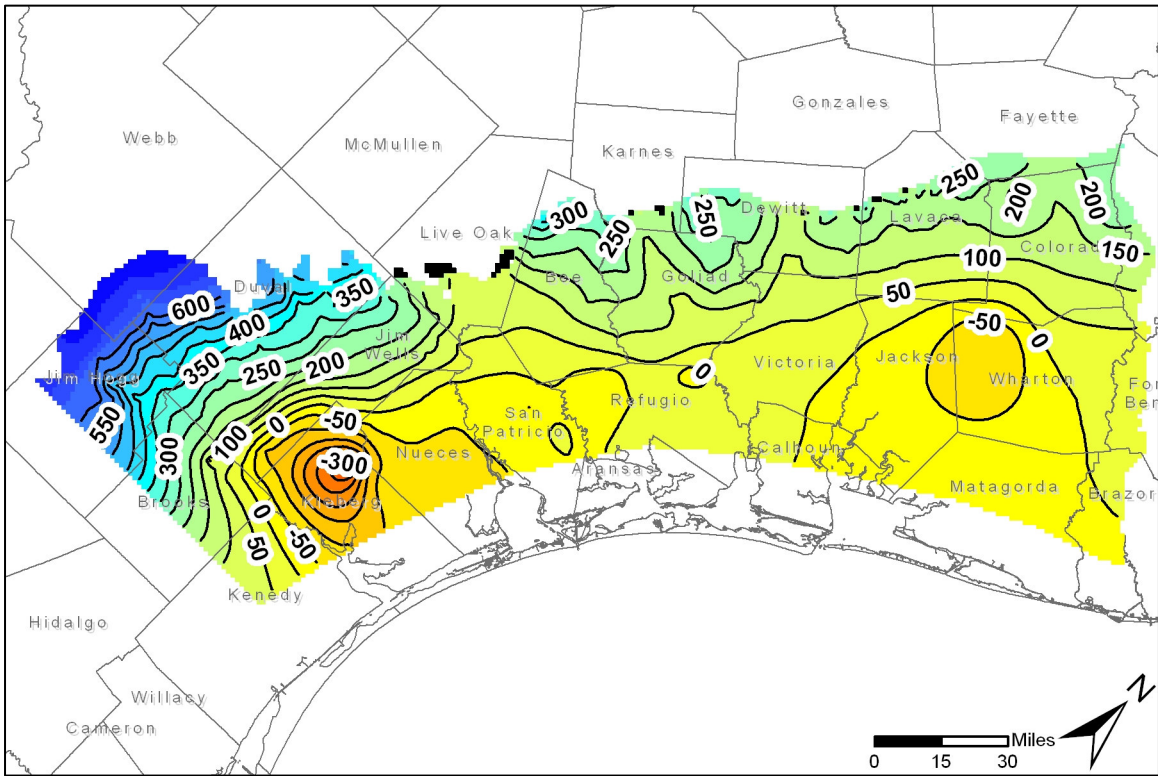 Gonzales
Fayette
Webb
McMullen
Karnes
250
200
200
250
Dewitt
300
Lavaca
Live Oak
250
Colorad
150
Goliad
100
Bee
Duval
350
50
600
400
-50
0
Jim
Wells
350
250
200
Victoria
Jackson
Wharton
Jim Hogg
0
For
Ben
550
100
0
-50
San
Patricio
Refugio
300
Nueces
Calhoun
-300
Aransas
Matagorda
Brazor
Brooks
Kleberg
0
50
-50
Kenedy
Hidalgo
Willacy
Cameron
N
Miles
0 15 30